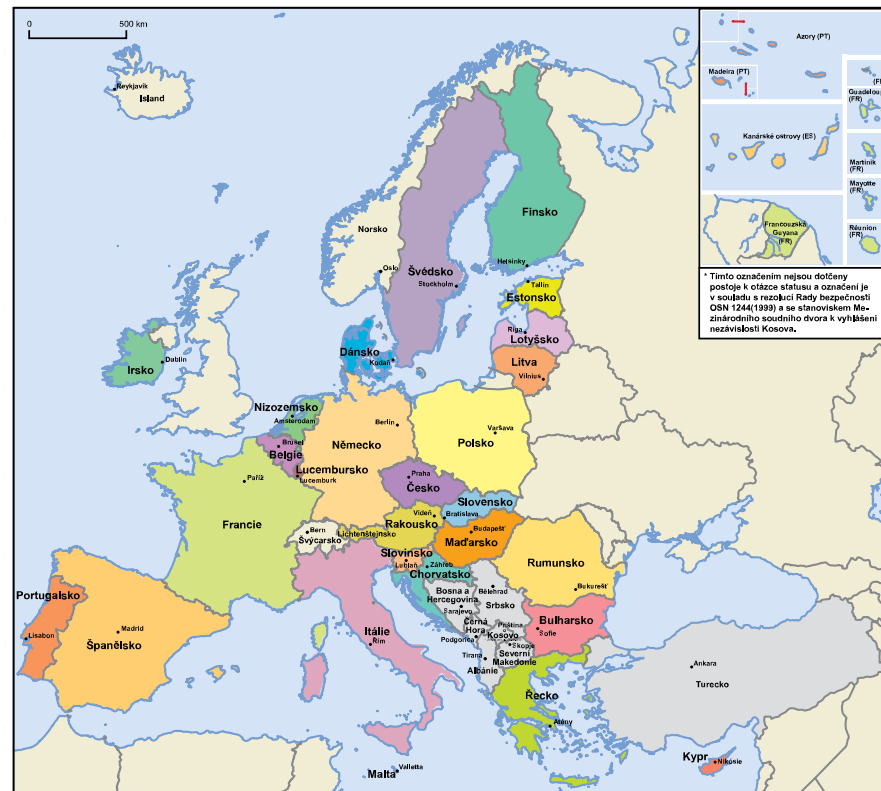 0 500 km
Reykjavík
Island
Azory (PT)
Madeira (PT)
Guadeloup
(FR)
Kanárské ostrovy (ES)
Martinik
(FR)
Mayotte
(FR)
Francouzská
Guyana
(FR)
Réunion
(FR)
* Tímto označením nejsou dotčeny
postoje k otázce statusu a označení je
v souladu s rezolucí Rady bezpečnosti
OSN 1244(1999) a se stanoviskem Me-
zinárodního soudního dvora k vyhlášení
nezávislosti Kosova.
Finsko
Helsinky
Norsko
Oslo
Švédsko
Stockholm
Tallin
Estonsko
Riga
Lotyšsko
Litva
Vilnius
Dánsko
Kodaň
Dublin
Irsko
Nizozemsko
Amsterodam
Berlín
Německo
Varšava
Polsko
Brusel
Belgie
Lucembursko
Lucemburk
Praha
Česko
Paříž
Francie
Slovensko
Bratislava
Vídeň
Rakousko
Bern
Švýcarsko
Lichtenštejnsko
Budapešť
Maďarsko
Slovinsko
Lublaň
Záhřeb
Chorvatsko
Rumunsko
Bukurešť
Bosna a
Hercegovina
Sarajevo
Bělehrad
Srbsko
Portugalsko
Lisabon
Madrid
Španělsko
Itálie
Řím
Černá
Hora
Podgorica
Priština
Kosovo
Skopje
Severní
Makedonie
Bulharsko
Sofie
Tirana
Albánie
Ankara
Turecko
Řecko
Atény
Malta
Valletta
Kypr
Nikósie